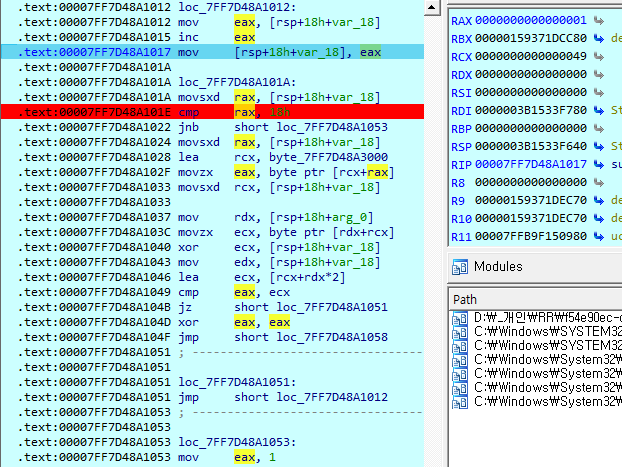 .text:00007FF7D48A1012 loc_7FF7D48A1012:
.text:00007FF7D48A1012 mov     eax, [rsp+18h+var_18]
.text:00007FF7D48A1015 inc     eax
.text:00007FF7D48A1017 mov     [rsp+18h+var_18], eax
.text:00007FF7D48A101A
.text:00007FF7D48A101A loc_7FF7D48A101A:
.text:00007FF7D48A101A movsxd  rax, [rsp+18h+var_18]
.text:00007FF7D48A101E cmp     rax, 18h
.text:00007FF7D48A1022 jnb     short loc_7FF7D48A1053
.text:00007FF7D48A1024 movsxd  rax, [rsp+18h+var_18]
.text:00007FF7D48A1028 lea     rcx, byte_7FF7D48A3000
.text:00007FF7D48A102F movzx   eax, byte ptr [rcx+rax]
.text:00007FF7D48A1033 movsxd  rcx, [rsp+18h+var_18]
.text:00007FF7D48A1033
.text:00007FF7D48A1037 mov     rdx, [rsp+18h+arg_0]
.text:00007FF7D48A103C movzx   ecx, byte ptr [rdx+rcx]
.text:00007FF7D48A1040 xor     ecx, [rsp+18h+var_18]
.text:00007FF7D48A1043 mov     edx, [rsp+18h+var_18]
.text:00007FF7D48A1046 lea     ecx, [rcx+rdx*2]
.text:00007FF7D48A1049 cmp     eax, ecx
.text:00007FF7D48A104B jz      short loc_7FF7D48A1051
.text:00007FF7D48A104D xor     eax, eax
.text:00007FF7D48A104F jmp     short loc_7FF7D48A1058
.text:00007FF7D48A1051 ; ---------------------------
.text:00007FF7D48A1051
.text:00007FF7D48A1051 loc_7FF7D48A1051:
.text:00007FF7D48A1051 jmp     short loc_7FF7D48A1012
.text:00007FF7D48A1053 ; ---------------------------
.text:00007FF7D48A1053
.text:00007FF7D48A1053 loc_7FF7D48A1053:
.text:00007FF7D48A1053 mov     eax, 1
RAX 0000000000000001
RBX 00000159371DCC80 de
RCX 0000000000000049
RDX 0000000000000000
RSI 0000000000000000
RDI 0000003B1533F780 St
RBP 0000000000000000
RSP 0000003B1533F640 St
RIP 00007FF7D48A1017 su
R8 0000000000000000
R9 00000159371DEC70 de
R10 00000159371DEC70 de
R11 00007FFB9F150980 uc
Modules
Path
D:₩_개인₩RR₩f54e90ec-c
C:₩Windows₩SYSTEM32
C:₩Windows₩SYSTEM32
C:₩Windows₩System32₩
C:₩Windows₩System32₩
C:₩Windows₩System32₩
C:₩Windows₩System32₩